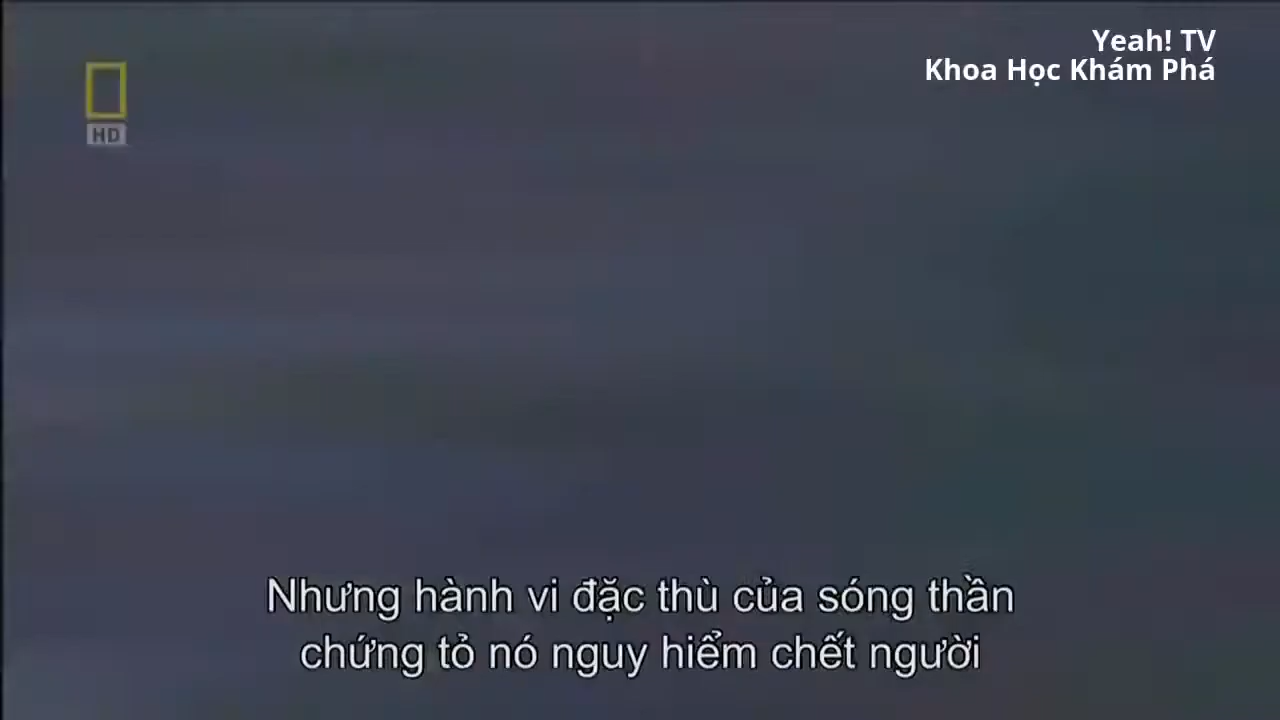 Yeah! TV
Khoa Học Khám Phá
HD
Nhưng hành vi đặc thù của sóng thần
chứng tỏ nó nguy hiểm chết người